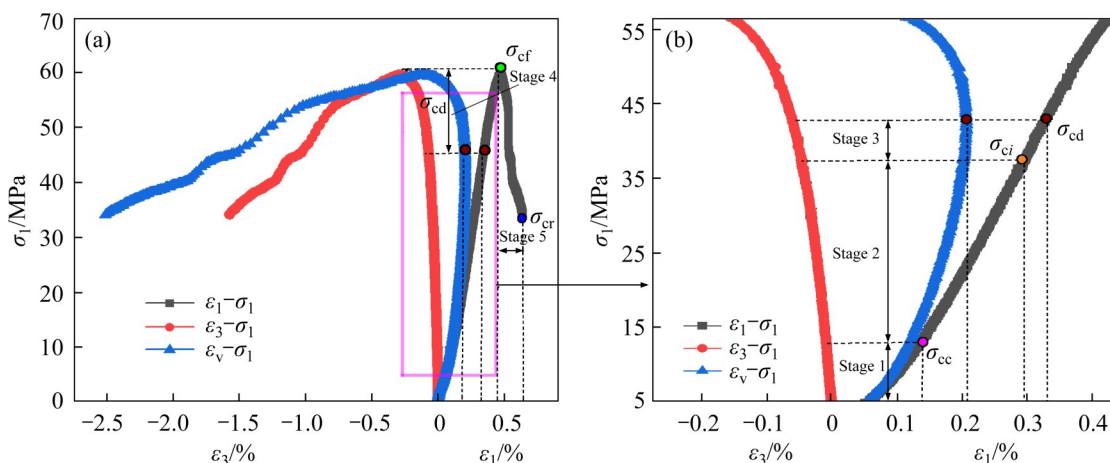 (a)
σ₁/MPa
70
60
50
40
30
20
10
0
σcf
Stage 4
σcd
σcr
Stage 5
ε₁−σ₁
ε₃−σ₁
εv−σ₁
−2.5 −2.0 −1.5 −1.0 −0.5 0 0.5
ε₃/% ε₁/%
(b)
σ₁/MPa
55
45
35
25
15
5
Stage 3
σcd
σci
Stage 2
σcc
Stage 1
ε₁−σ₁
ε₃−σ₁
εv−σ₁
−0.2 −0.1 0 0.1 0.2 0.3 0.4
ε₃/% ε₁/%